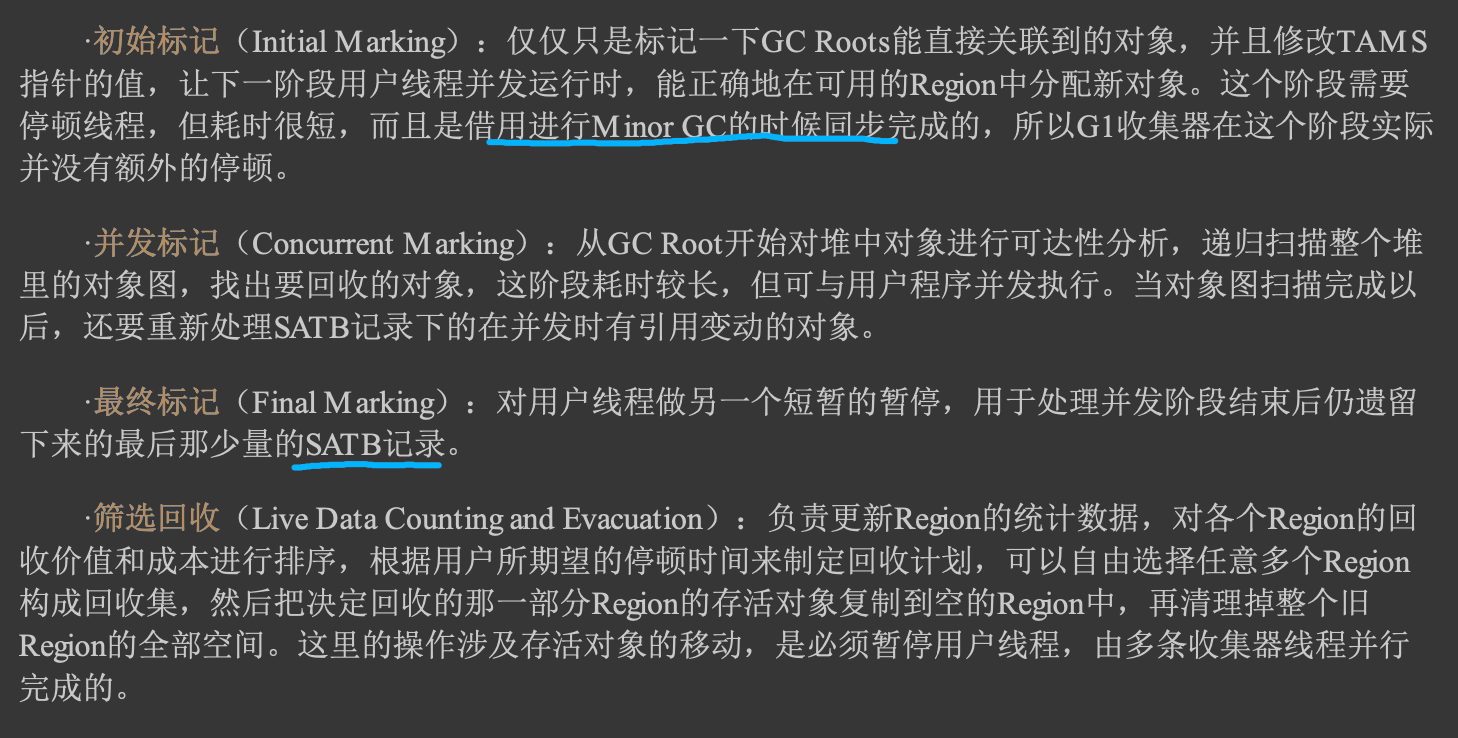 ·初始标记（Initial Marking）：仅仅只是标记一下GC Roots能直接关联到的对象，并且修改TAMS
指针的值，让下一阶段用户线程并发运行时，能正确地在可用的Region中分配新对象。这个阶段需要
停顿线程，但耗时很短，而且是借用进行Minor GC的时候同步完成的，所以G1收集器在这个阶段实际
并没有额外的停顿。
·并发标记（Concurrent Marking）：从GC Root开始对堆中对象进行可达性分析，递归扫描整个堆
里的对象图，找出要回收的对象，这阶段耗时较长，但可与用户程序并发执行。当对象图扫描完成以
后，还要重新处理SATB记录下的在并发时有引用变动的对象。
·最终标记（Final Marking）：对用户线程做另一个短暂的暂停，用于处理并发阶段结束后仍遗留
下来的最后那少量的SATB记录。
·筛选回收（Live Data Counting and Evacuation）：负责更新Region的统计数据，对各个Region的回
收价值和成本进行排序，根据用户所期望的停顿时间来制定回收计划，可以自由选择任意多个Region
构成回收集，然后把决定回收的那一部分Region的存活对象复制到空的Region中，再清理掉整个旧
Region的全部空间。这里的操作涉及存活对象的移动，是必须暂停用户线程，由多条收集器线程并行
完成的。